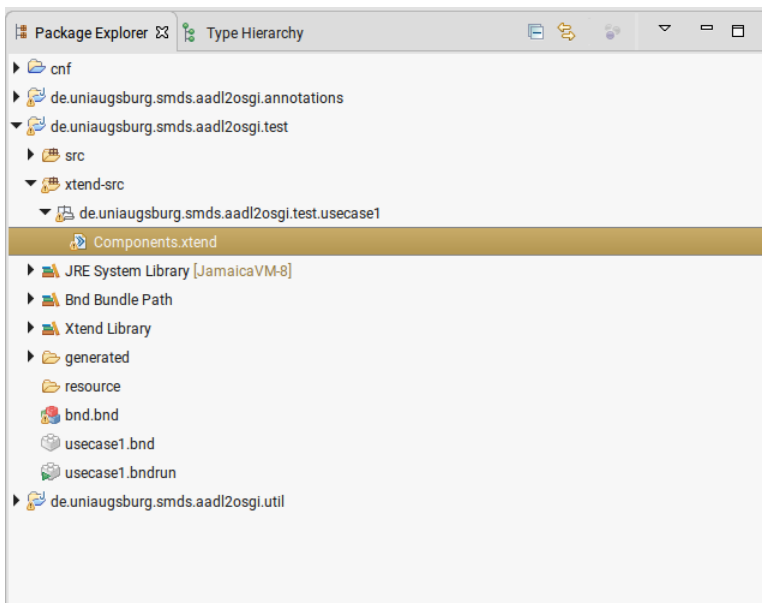 Package Explorer Type Hierarchy
cnf
de.uniaugsburg.smds.aadl2osgi.annotations
de.uniaugsburg.smds.aadl2osgi.test
src
xtend-src
de.uniaugsburg.smds.aadl2osgi.test.usecase1
Components.xtend
JRE System Library [JamaicaVM-8]
Bnd Bundle Path
Xtend Library
generated
resource
bnd.bnd
usecase1.bnd
usecase1.bndrun
de.uniaugsburg.smds.aadl2osgi.util